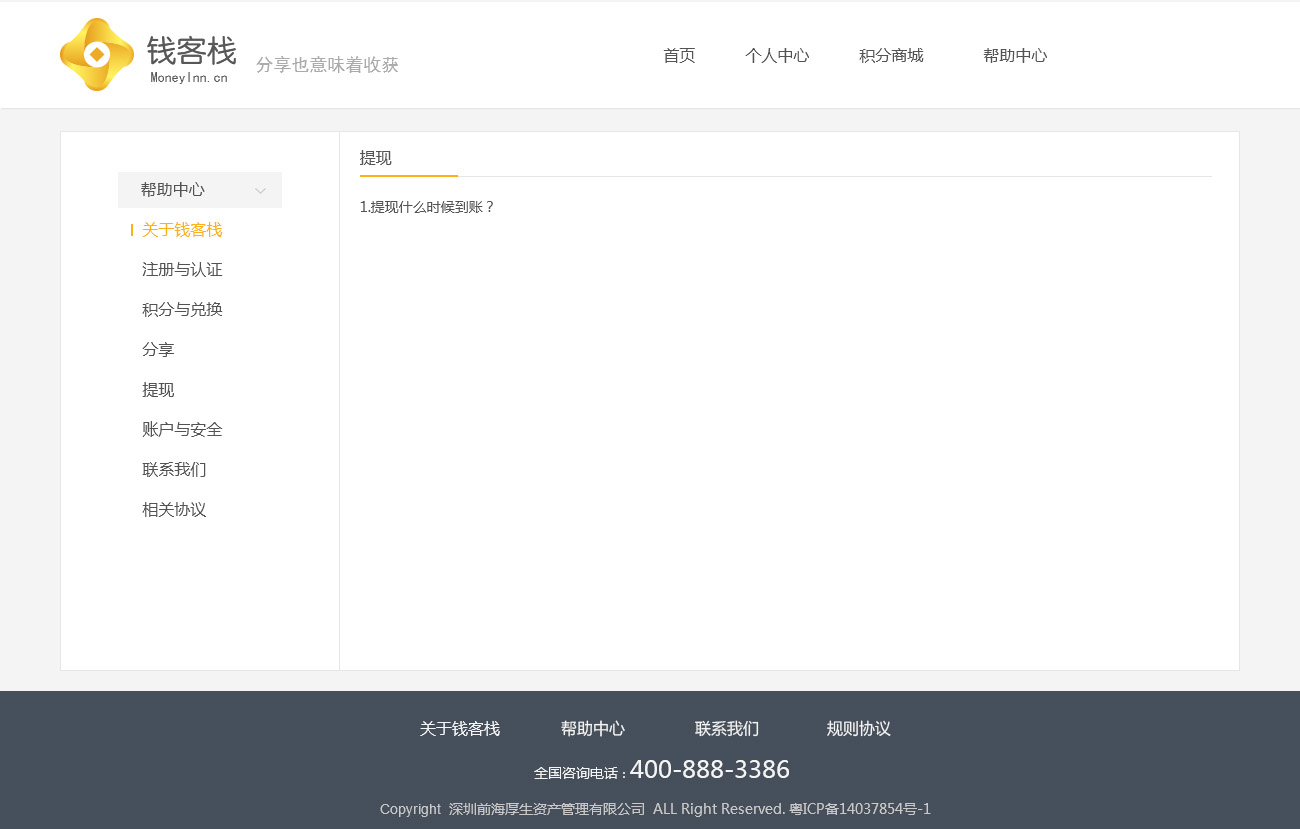 钱客栈
MoneyInn.cn
分享也意味着收获
首页 个人中心 积分商城 帮助中心
帮助中心
关于钱客栈
注册与认证
积分与兑换
分享
提现
账户与安全
联系我们
相关协议
提现
1.提现什么时候到账？
关于钱客栈 帮助中心 联系我们 规则协议
全国咨询电话：400-888-3386
Copyright 深圳前海厚生资产管理有限公司 ALL Right Reserved. 粤ICP备14037854号-1